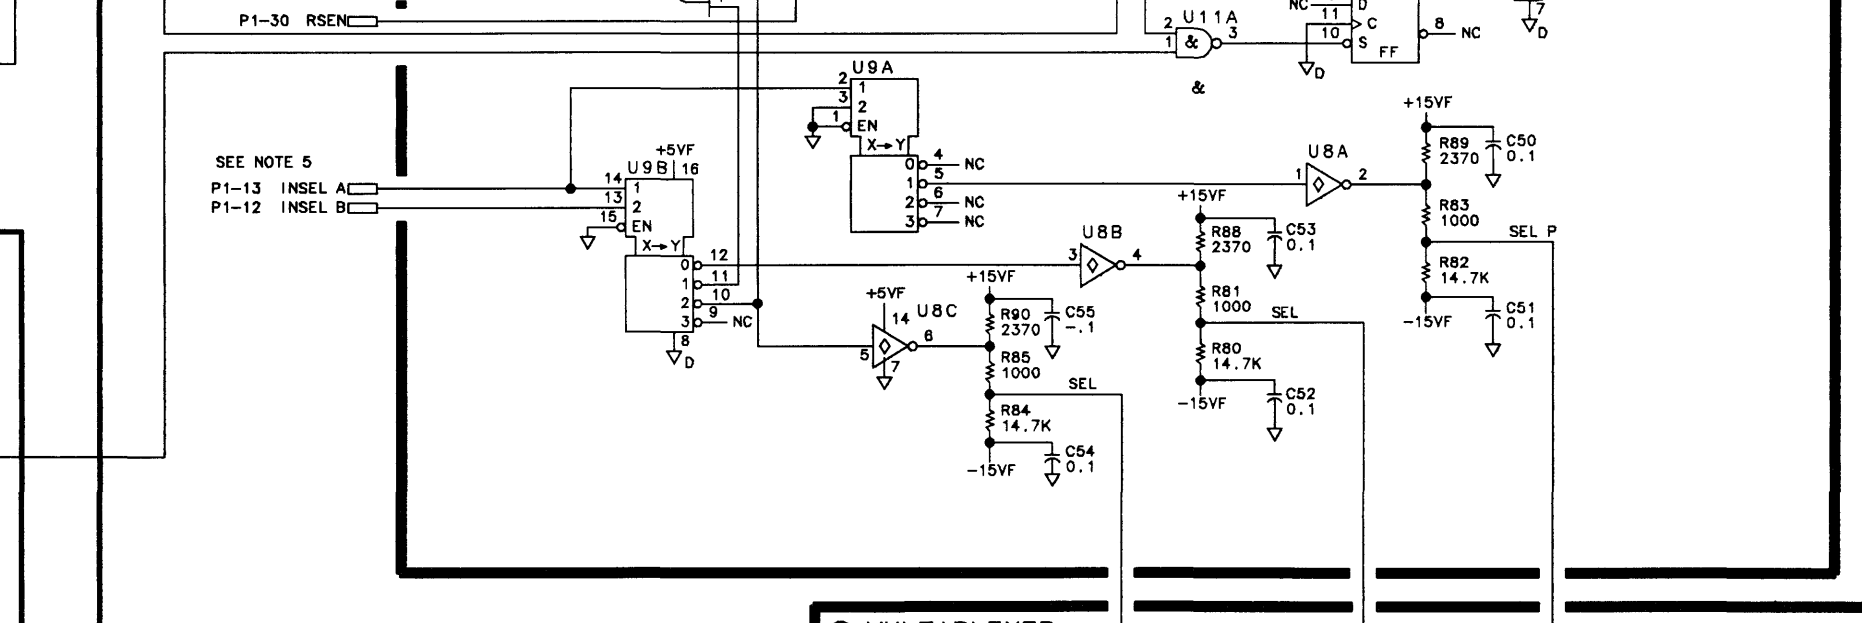 P1-30 RSEN
2
1
&
U11A
3
NC
D
11
C
10
S
FF
8
NC
7
D
D
&
U9A
2
1
3
2
1
EN
X→Y
0
4
NC
1
5
2
6
NC
3
7
NC
SEE NOTE 5
P1-13 INSEL A
P1-12 INSEL B
+5VF
U9B
16
14
1
13
2
15
EN
X→Y
0
12
1
11
2
10
3
9
NC
8
D
U8A
1
2
+15VF
R89
2370
C50
0.1
R83
1000
SEL P
R82
14.7K
-15VF
C51
0.1
U8B
3
4
+15VF
R88
2370
C53
0.1
R81
1000
SEL
R80
14.7K
-15VF
C52
0.1
+5VF
14
U8C
5
6
7
+15VF
R90
2370
C55
-.1
R85
1000
SEL
R84
14.7K
-15VF
C54
0.1